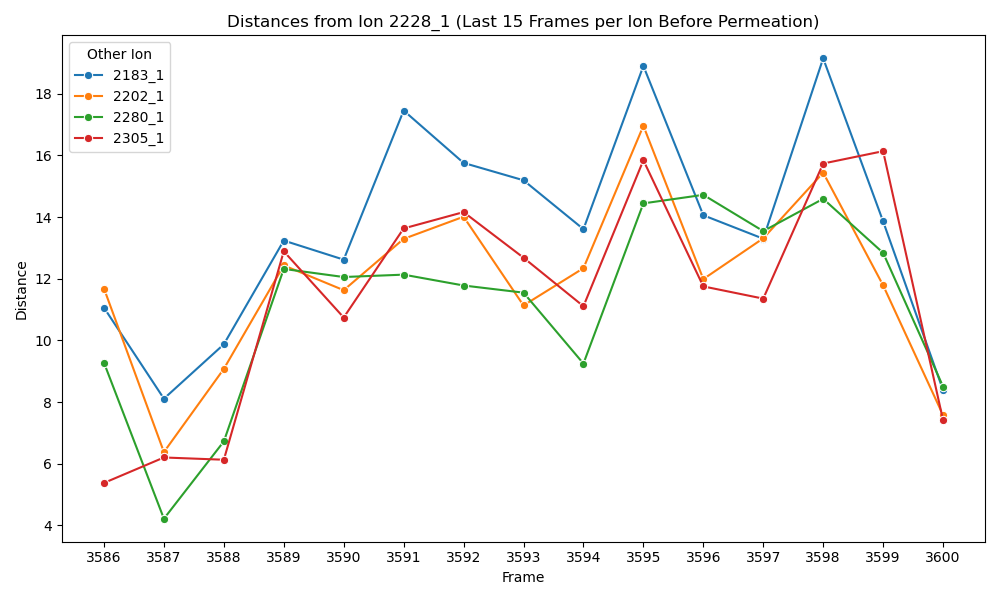 Distances from Ion 2228_1 (Last 15 Frames per Ion Before Permeation)
Other Ion
2183_1
2202_1
2280_1
2305_1
Distance
18
16
14
12
10
8
6
4
3586 3587 3588 3589 3590 3591 3592 3593 3594 3595 3596 3597 3598 3599 3600
Frame